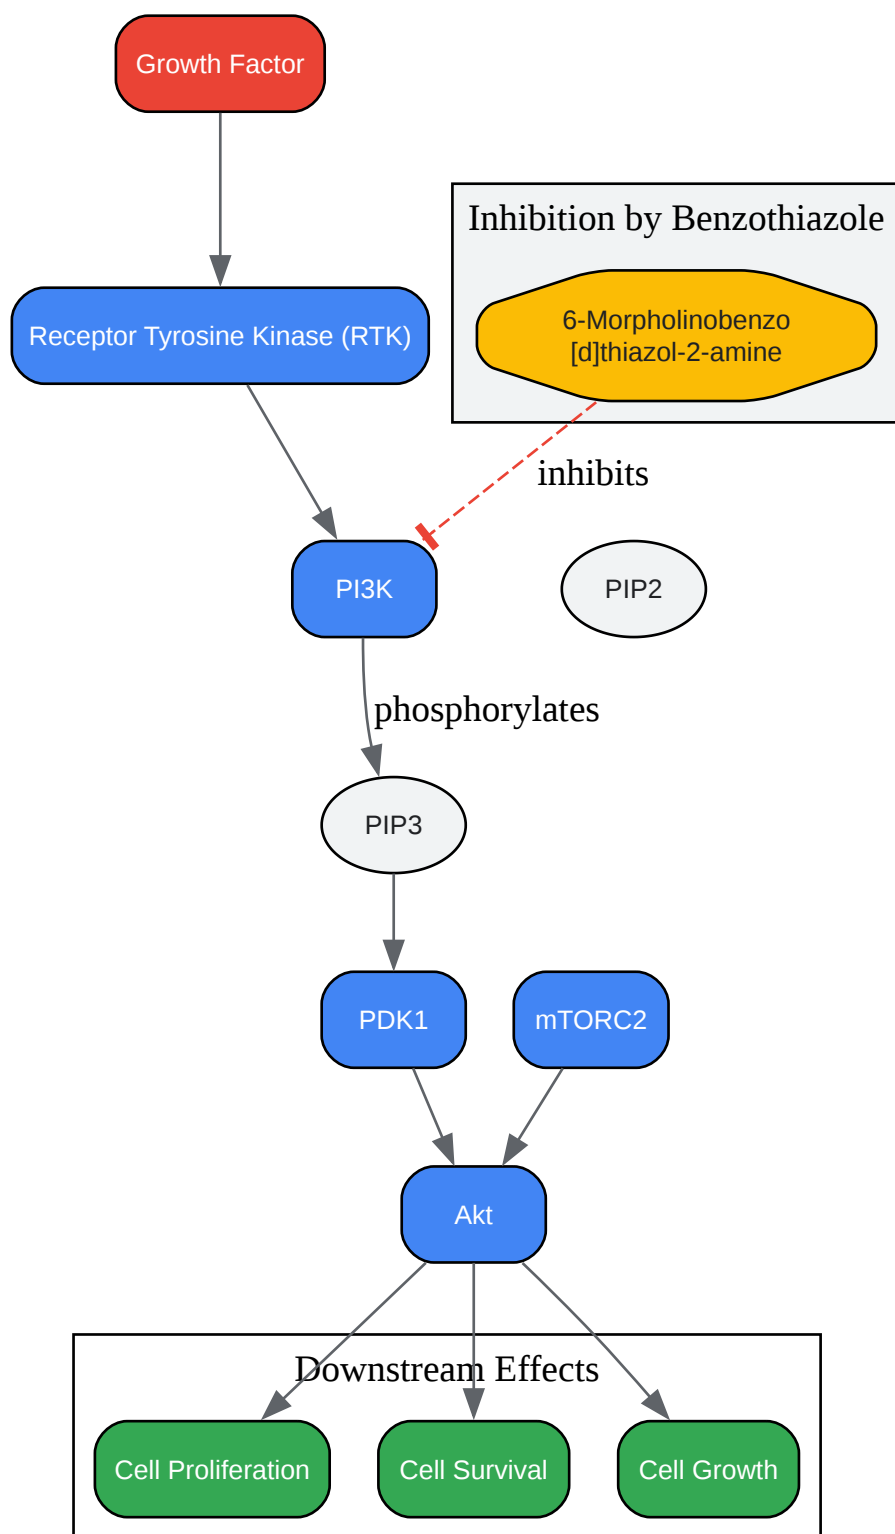 Growth Factor
Inhibition by Benzothiazole
6-Morpholinobenzo
[d]thiazol-2-amine
Receptor Tyrosine Kinase (RTK)
inhibits
PI3K
PIP2
phosphorylates
PIP3
PDK1
mTORC2
Akt
Downstream Effects
Cell Proliferation
Cell Survival
Cell Growth